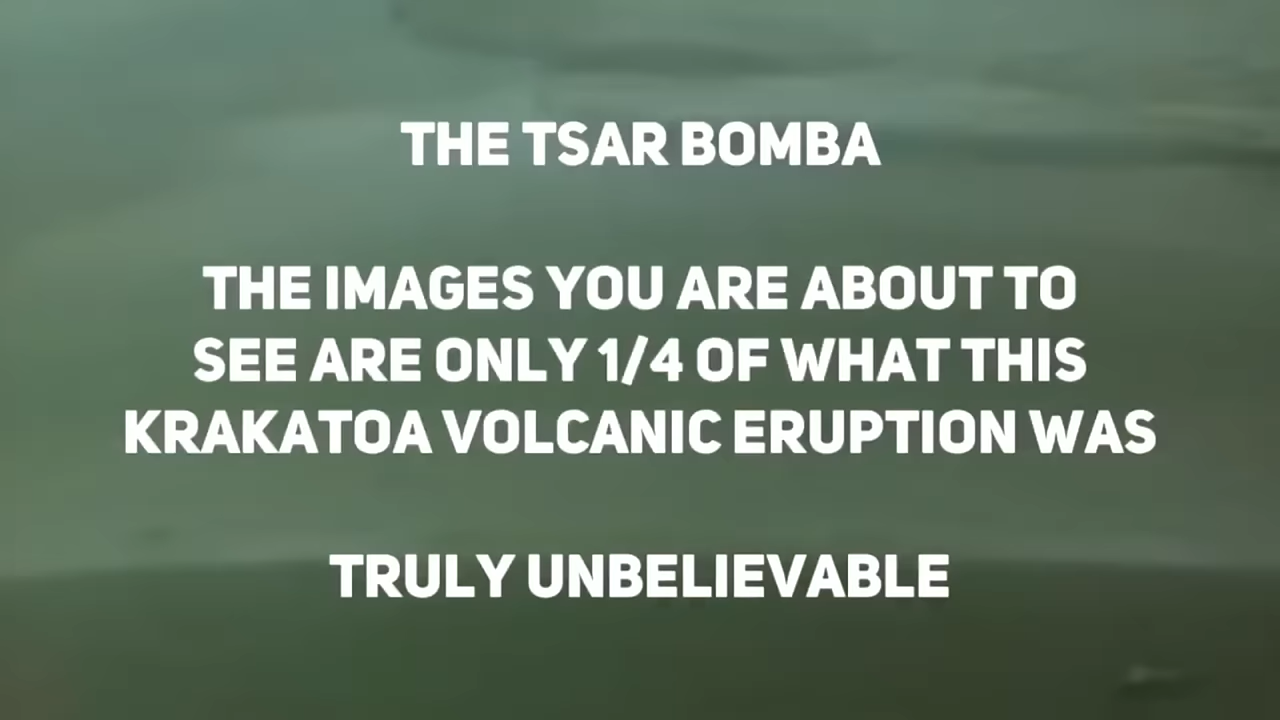 THE TSAR BOMBA
THE IMAGES YOU ARE ABOUT TO
SEE ARE ONLY 1/4 OF WHAT THIS
KRAKATOA VOLCANIC ERUPTION WAS
TRULY UNBELIEVABLE